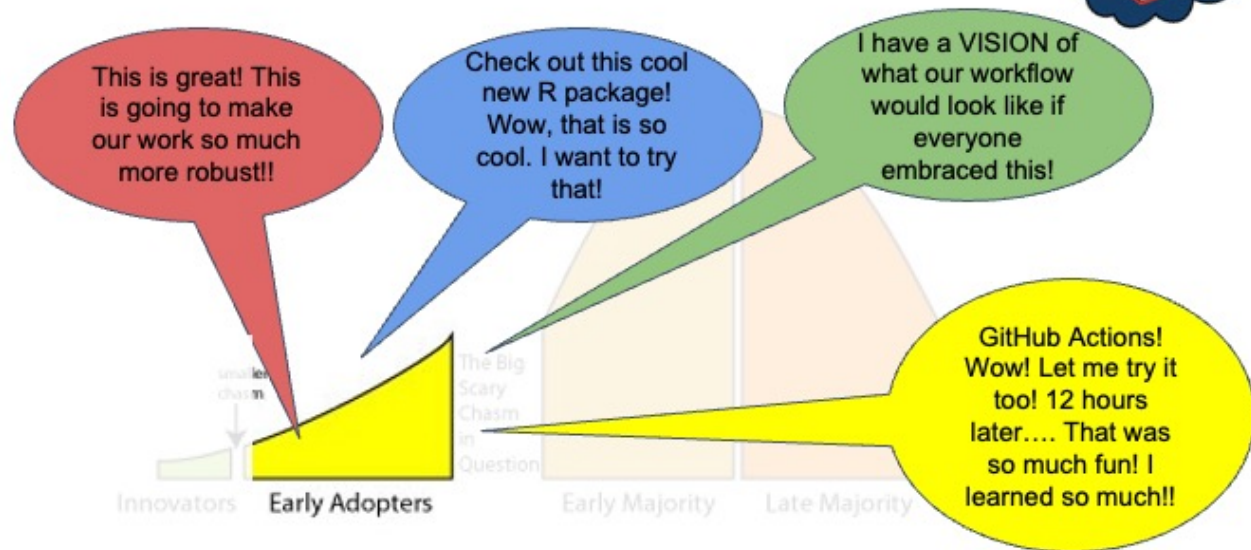 This is great! This
is going to make
our work so much
more robust!!
Check out this cool
new R package!
Wow, that is so
cool. I want to try
that!
I have a VISION of
what our workflow
would look like if
everyone
embraced this!
GitHub Actions!
Wow! Let me try it
too! 12 hours
later.... That was
so much fun! I
learned so much!!
smaller
chasm
The Big
Scary
Chasm
in
Question
Innovators
Early Adopters
Early Majority
Late Majority